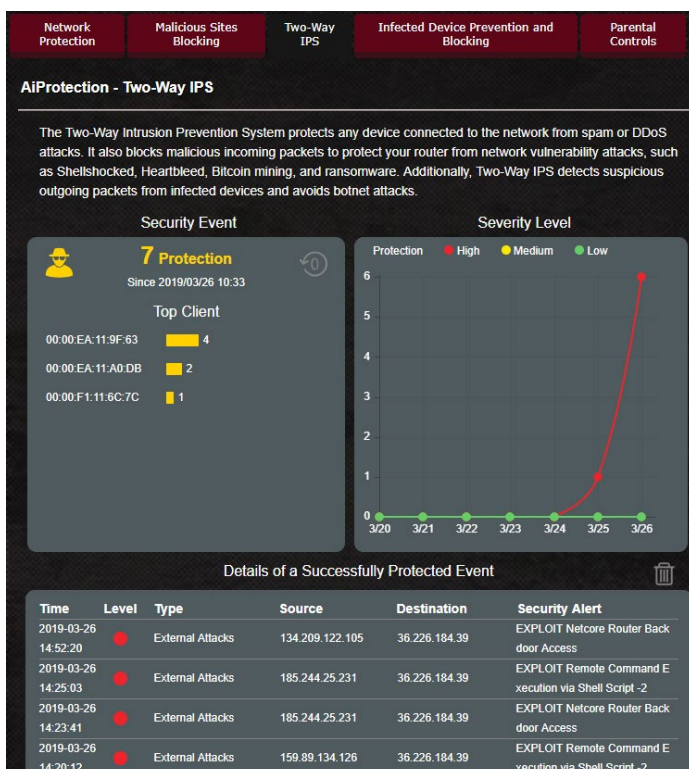 Network Protection
Malicious Sites Blocking
Two-Way IPS
Infected Device Prevention and Blocking
Parental Controls
AiProtection - Two-Way IPS
The Two-Way Intrusion Prevention System protects any device connected to the network from spam or DDoS
attacks. It also blocks malicious incoming packets to protect your router from network vulnerability attacks, such
as Shellshocked, Heartbleed, Bitcoin mining, and ransomware. Additionally, Two-Way IPS detects suspicious
outgoing packets from infected devices and avoids botnet attacks.
Security Event
7 Protection
0
Since 2019/03/26 10:33
Top Client
00:00:EA:11:9F:63 4
00:00:EA:11:A0:DB 2
00:00:F1:11:6C:7C 1
Severity Level
Protection High Medium Low
6
5
4
3
2
1
0
3/20 3/21 3/22 3/23 3/24 3/25 3/26
Details of a Successfully Protected Event
Time Level Type Source Destination Security Alert
2019-03-26 14:52:20 External Attacks 134.209.122.105 36.226.184.39 EXPLOIT Netcore Router Back
door Access
2019-03-26 14:25:03 External Attacks 185.244.25.231 36.226.184.39 EXPLOIT Remote Command E
xecution via Shell Script -2
2019-03-26 14:23:41 External Attacks 185.244.25.231 36.226.184.39 EXPLOIT Netcore Router Back
door Access
2019-03-26 14:20:12 External Attacks 159.89.134.126 36.226.184.39 EXPLOIT Remote Command E
xecution via Shell Script -2